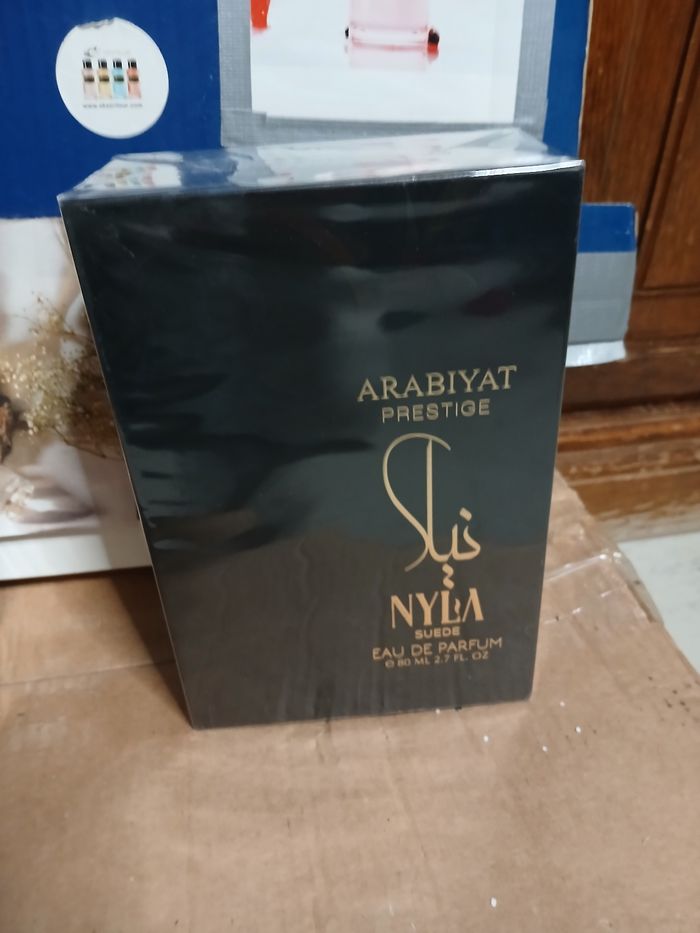 ARABIYAT
PRESTIGE
نيلا
NYLA
SUEDE
EAU DE PARFUM
℮ 80 ML 2.7 FL. OZ